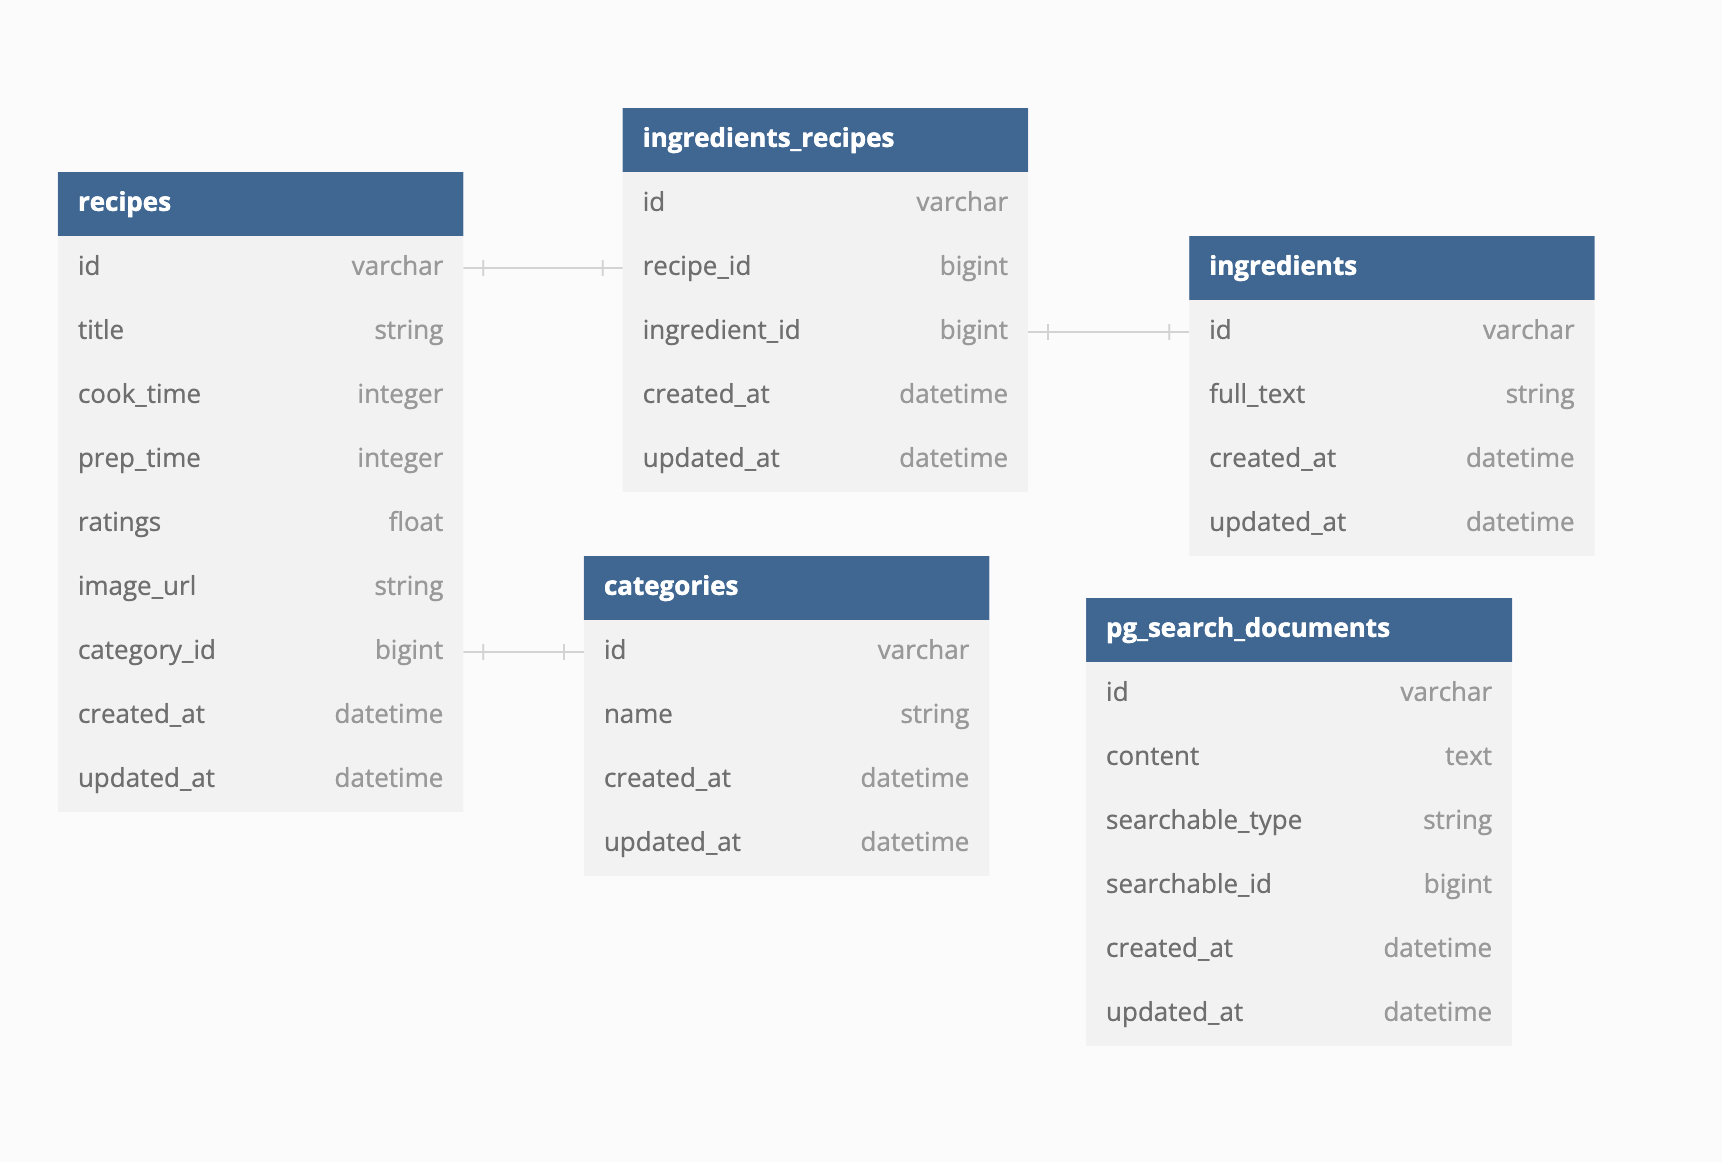 recipes
id varchar
title string
cook_time integer
prep_time integer
ratings float
image_url string
category_id bigint
created_at datetime
updated_at datetime
ingredients_recipes
id varchar
recipe_id bigint
ingredient_id bigint
created_at datetime
updated_at datetime
ingredients
id varchar
full_text string
created_at datetime
updated_at datetime
categories
id varchar
name string
created_at datetime
updated_at datetime
pg_search_documents
id varchar
content text
searchable_type string
searchable_id bigint
created_at datetime
updated_at datetime